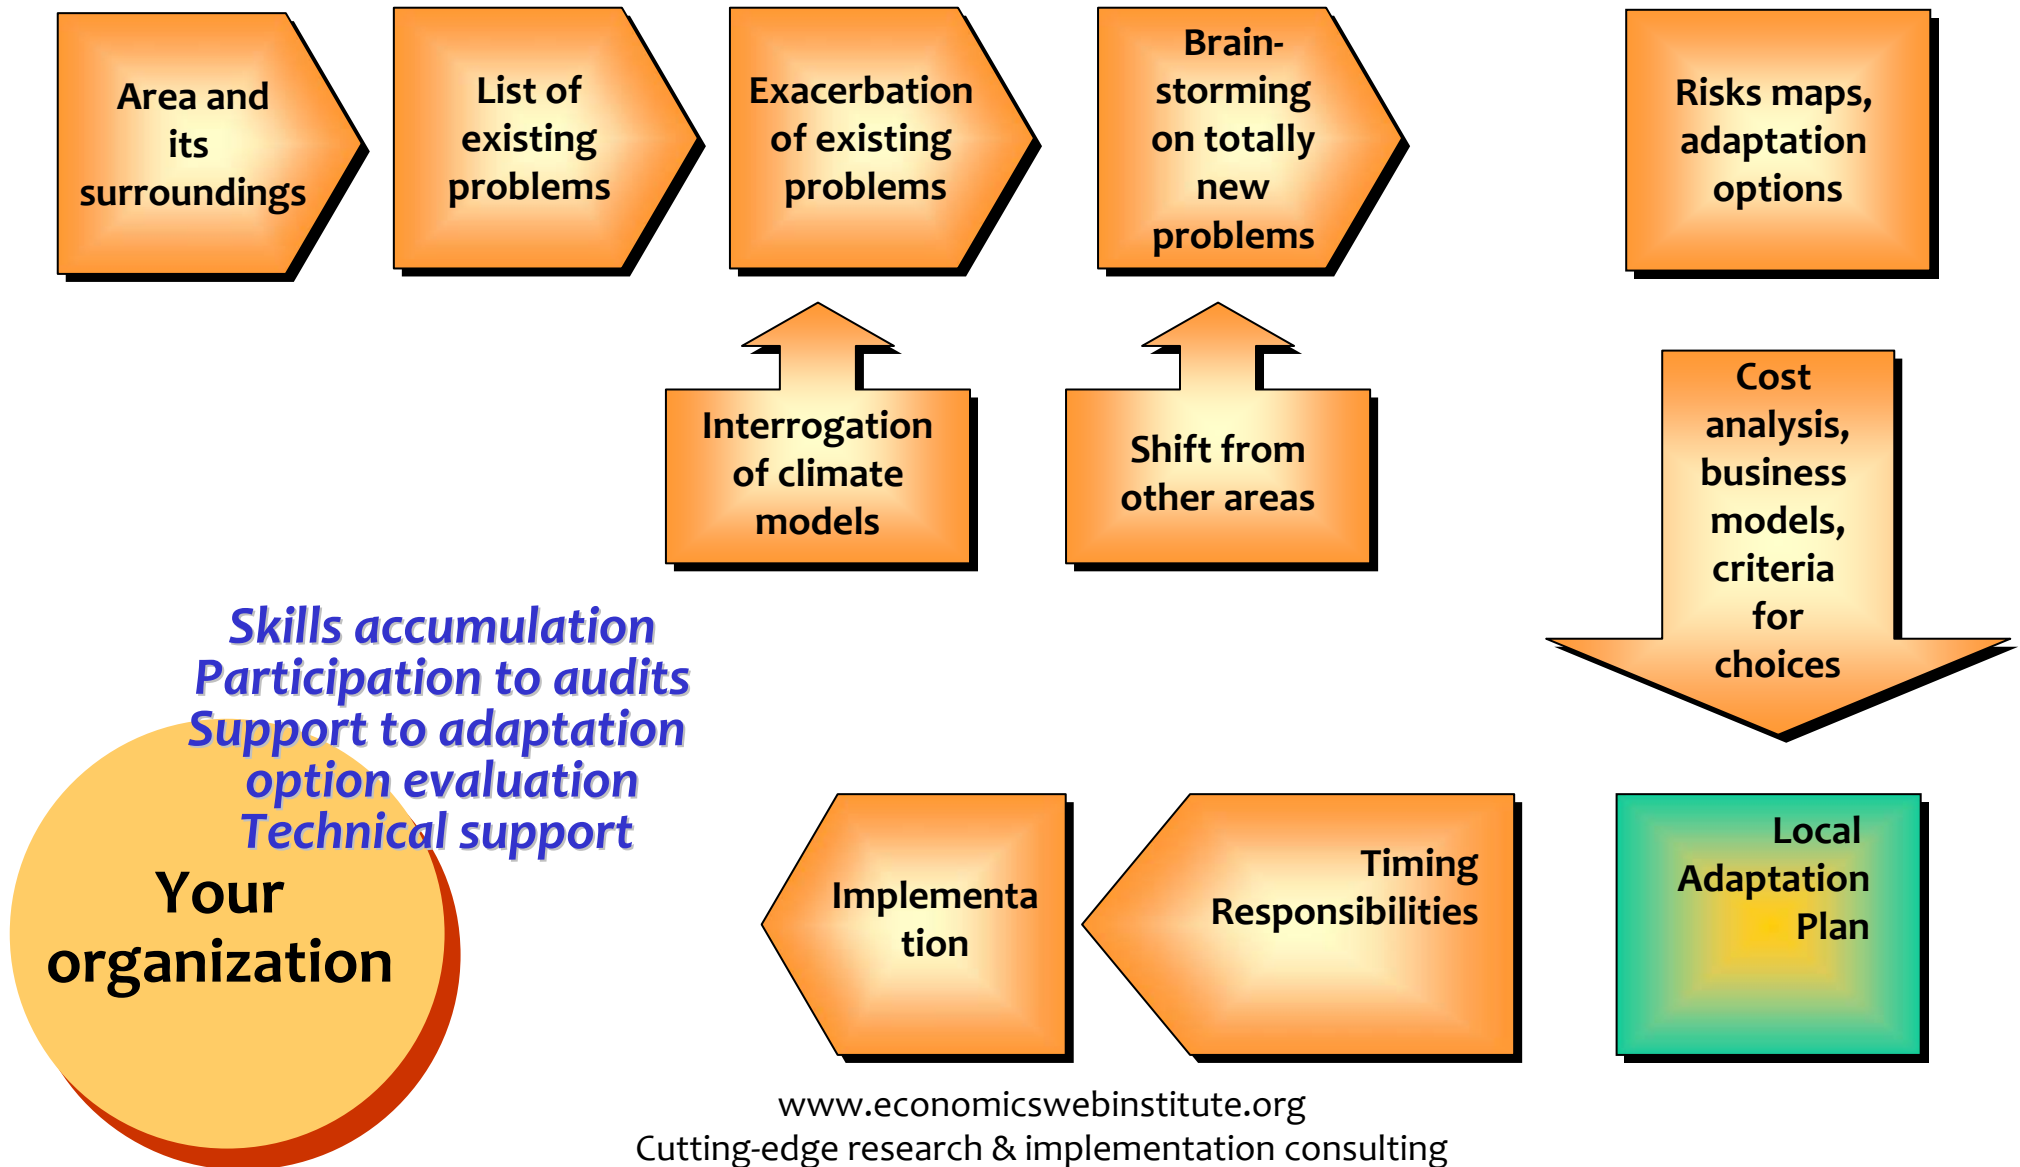 Area and
its
surroundings
List of
existing
problems
Exacerbation
of existing
problems
Brain-
storming
on totally
new
problems
Risks maps,
adaptation
options
Interrogation
of climate
models
Shift from
other areas
Cost
analysis,
business
models,
criteria
for
choices
Skills accumulation
Participation to audits
Support to adaptation
option evaluation
Technical support
Your
organization
Implementa
tion
Timing
Responsibilities
Local
Adaptation
Plan
www.economicswebinstitute.org
Cutting-edge research & implementation consulting